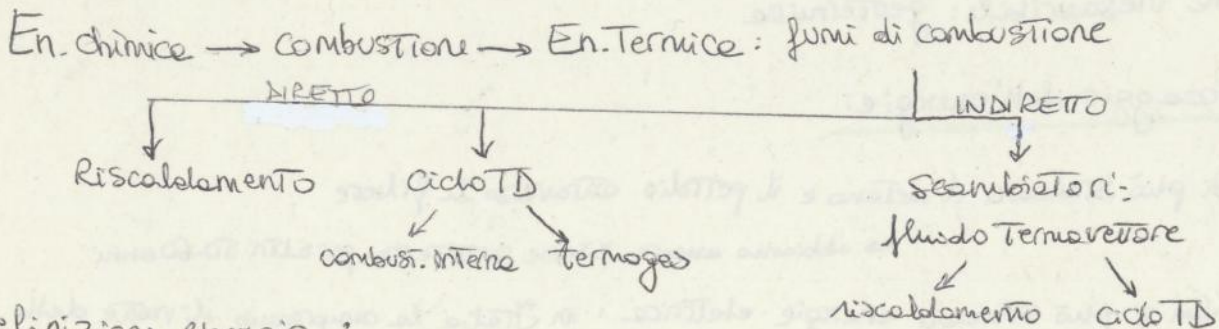 En. chimica → combustione → En. Termica: fumi di combustione
DIRETTO INDIRETTO
Riscaldamento ciclo TD Scambiatori-
fluido Termovettore
combust. interna termogas
riscaldamento ciclo TD